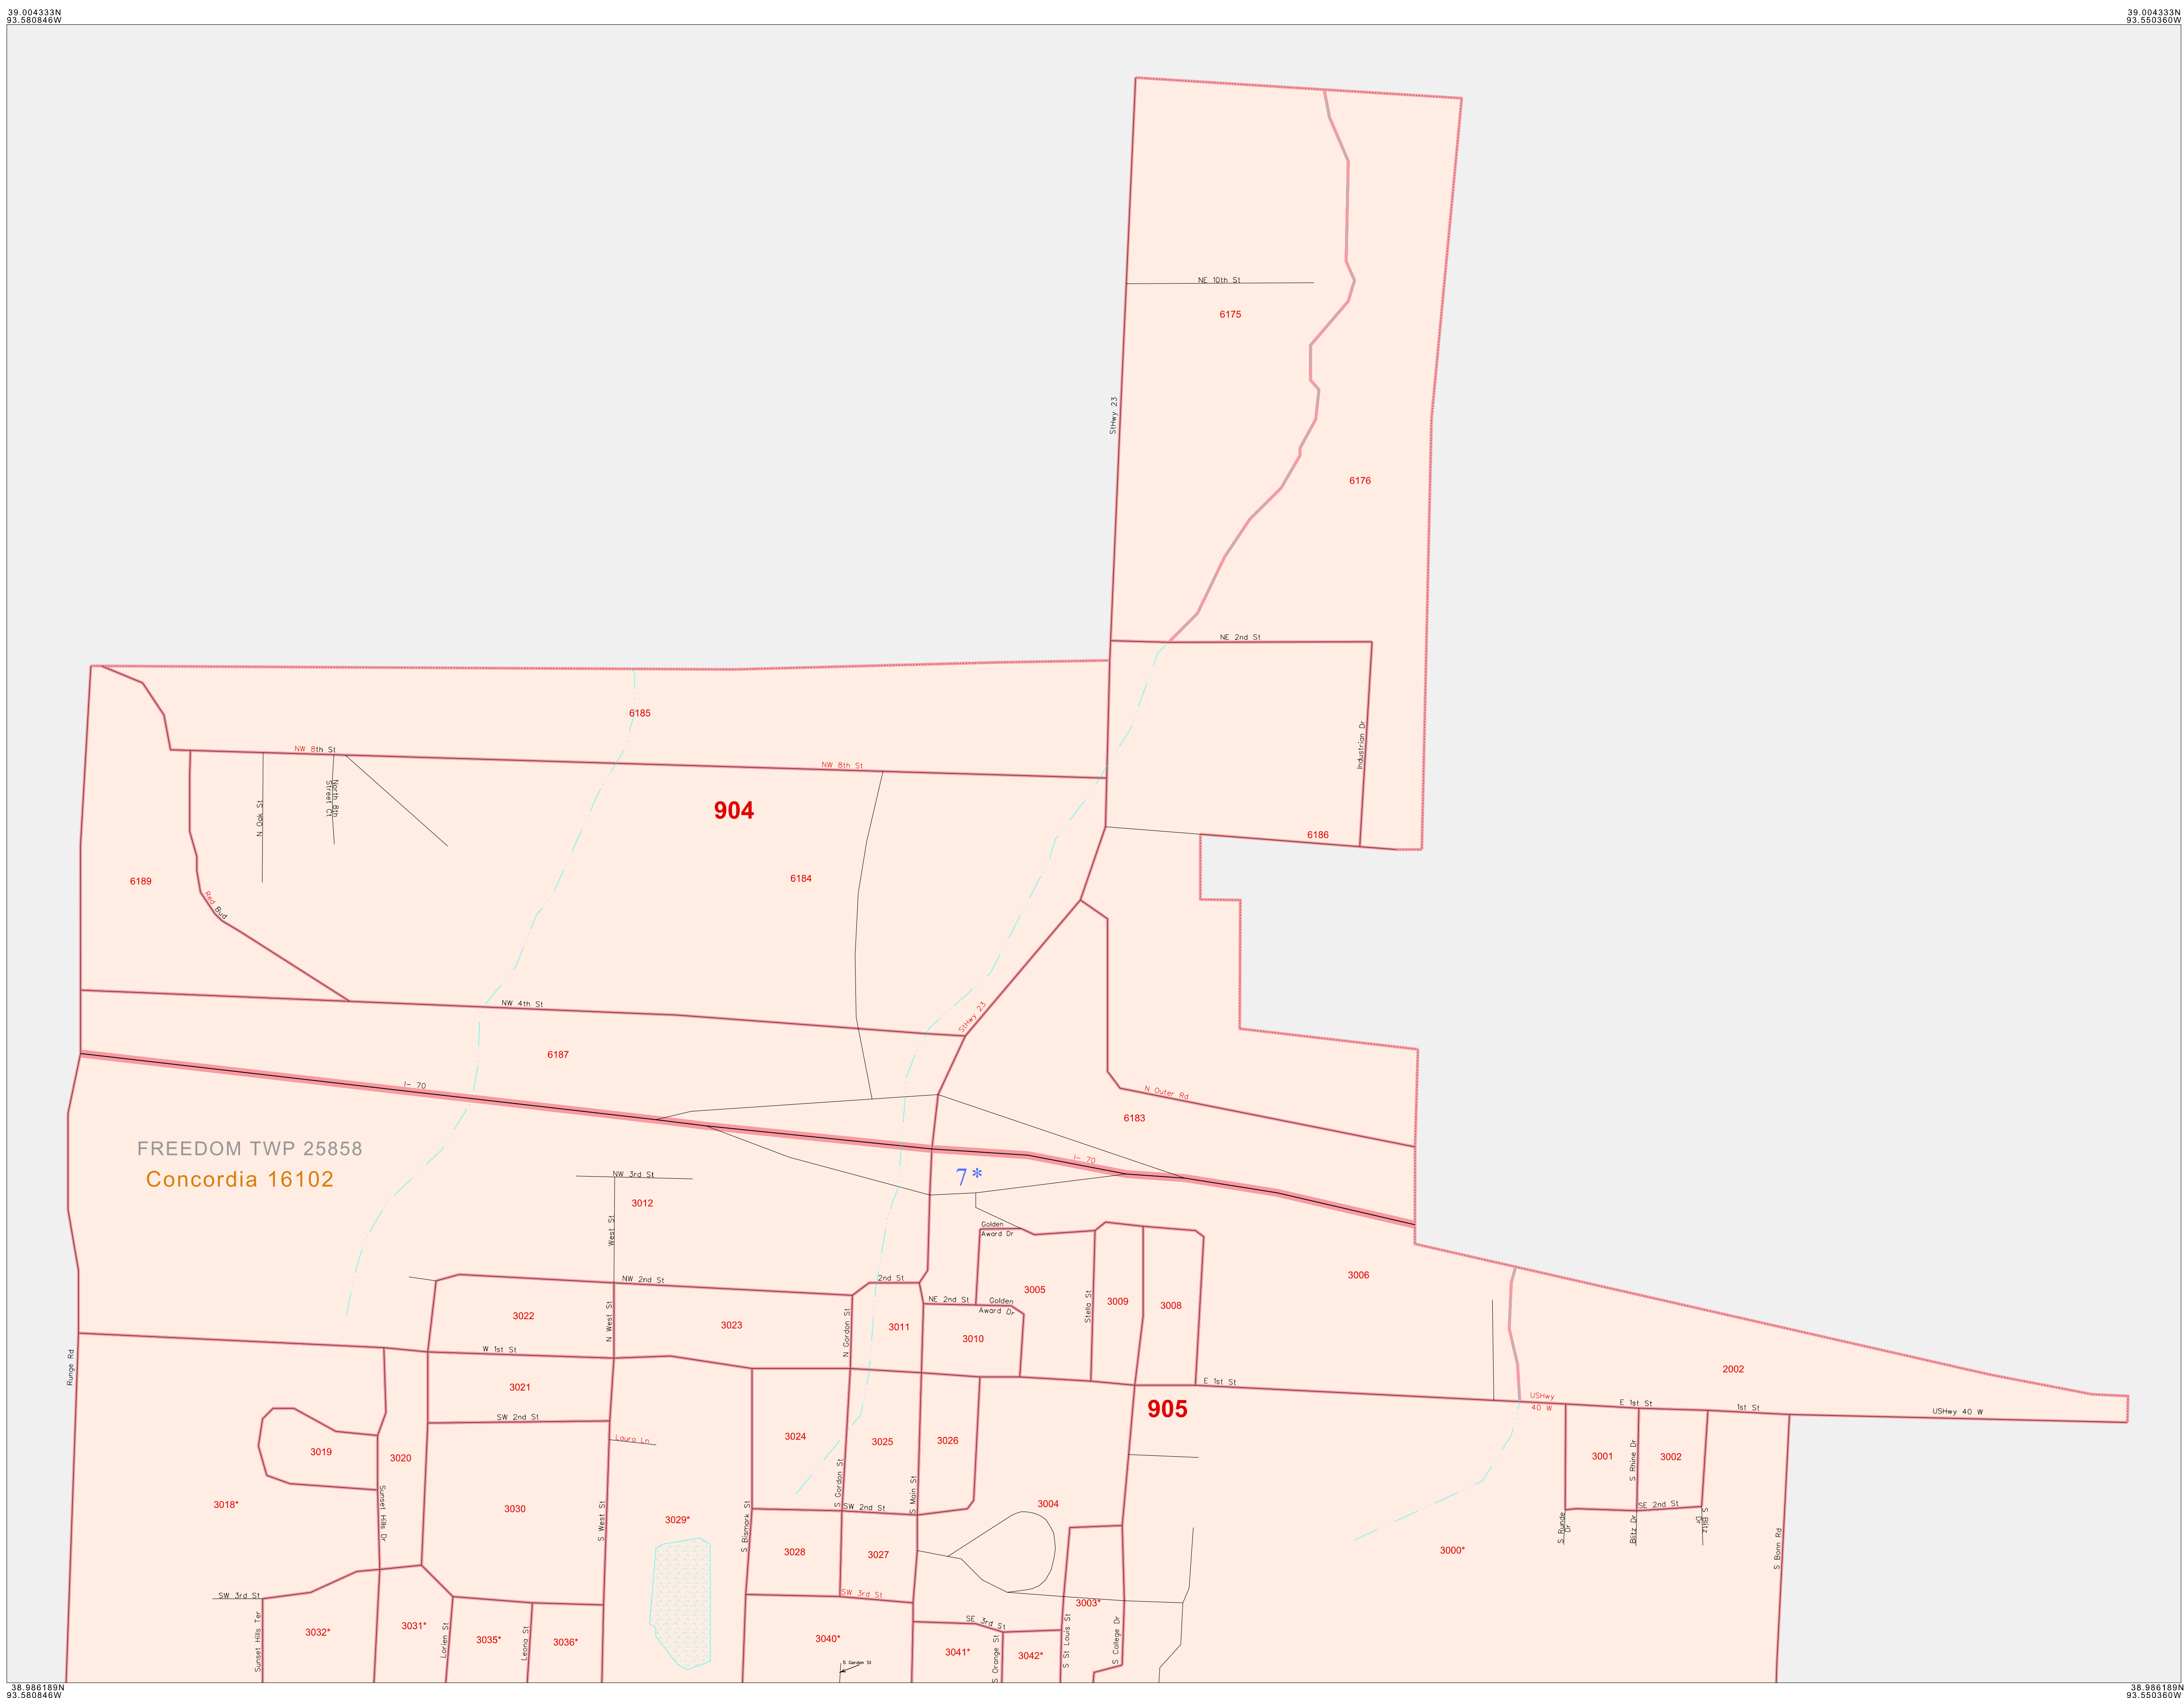 39.004333N
93.580846W
39.004333N
93.550360W
NE 10th St
6175
StHwy 23
6176
NE 2nd St
6185
Industrian Dr
NW 8th St
NW 8th St
904
North 8th
Street Ct
N Oak St
6186
6184
6189
Red Bud
NW 4th St
StHwy 23
6187
I- 70
N Outer Rd
6183
FREEDOM TWP 25858
Concordia 16102
I- 70
7*
NW 3rd St
3012
West St
Golden
Award Dr
3006
NW 2nd St
2nd St
3005
NE 2nd St
Golden
Award Dr
3009
3008
Stella St
3022
N West St
3023
N Gordon St
3011
3010
W 1st St
Runge Rd
2002
3021
E 1st St
905
USHwy
40 W
E 1st St
1st St
USHwy 40 W
SW 2nd St
Laura Ln
3024
3025
3026
3019
3020
3001
S Rhine Dr
3002
3018*
Sunset Hills Dr
3030
S West St
3029*
S Bismark St
S Gordon St
SW 2nd St
S Main St
3004
SE 2nd St
S Runde
Dr
Blitz Dr
S Blitz
Dr
S Bonn Rd
3028
3027
3000*
SW 3rd St
SW 3rd St
3003*
SE 3rd St
Sunset Hills Ter
3032*
3031*
Lorien St
3035*
Leona St
3036*
3040*
3041*
S Orange St
3042*
S St Louis St
S College Dr
S Gordon St
38.986189N
93.580846W
38.986189N
93.550360W